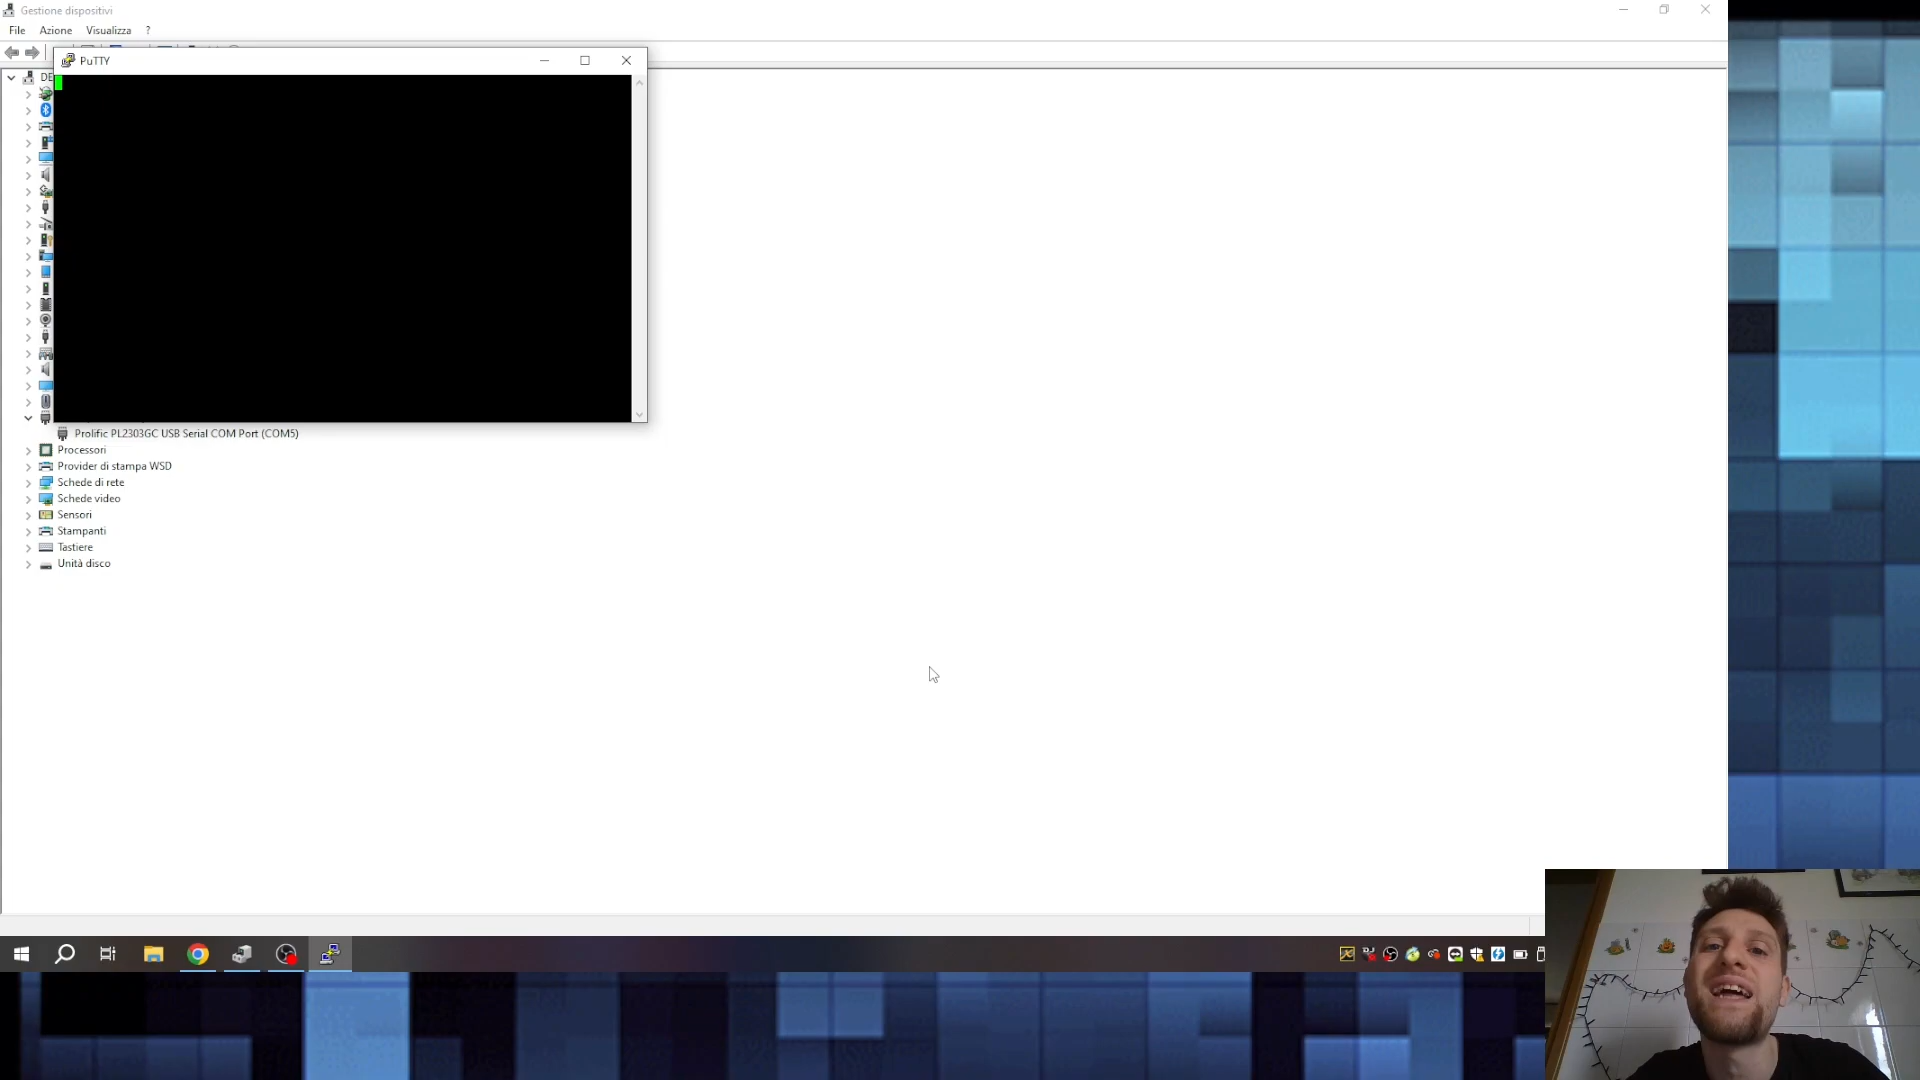 Gestione dispositivi
File Azione Visualizza ?
PuTTY
DE
Prolific PL2303GC USB Serial COM Port (COM5)
Processori
Provider di stampa WSD
Schede di rete
Schede video
Sensori
Stampanti
Tastiere
Unità disco